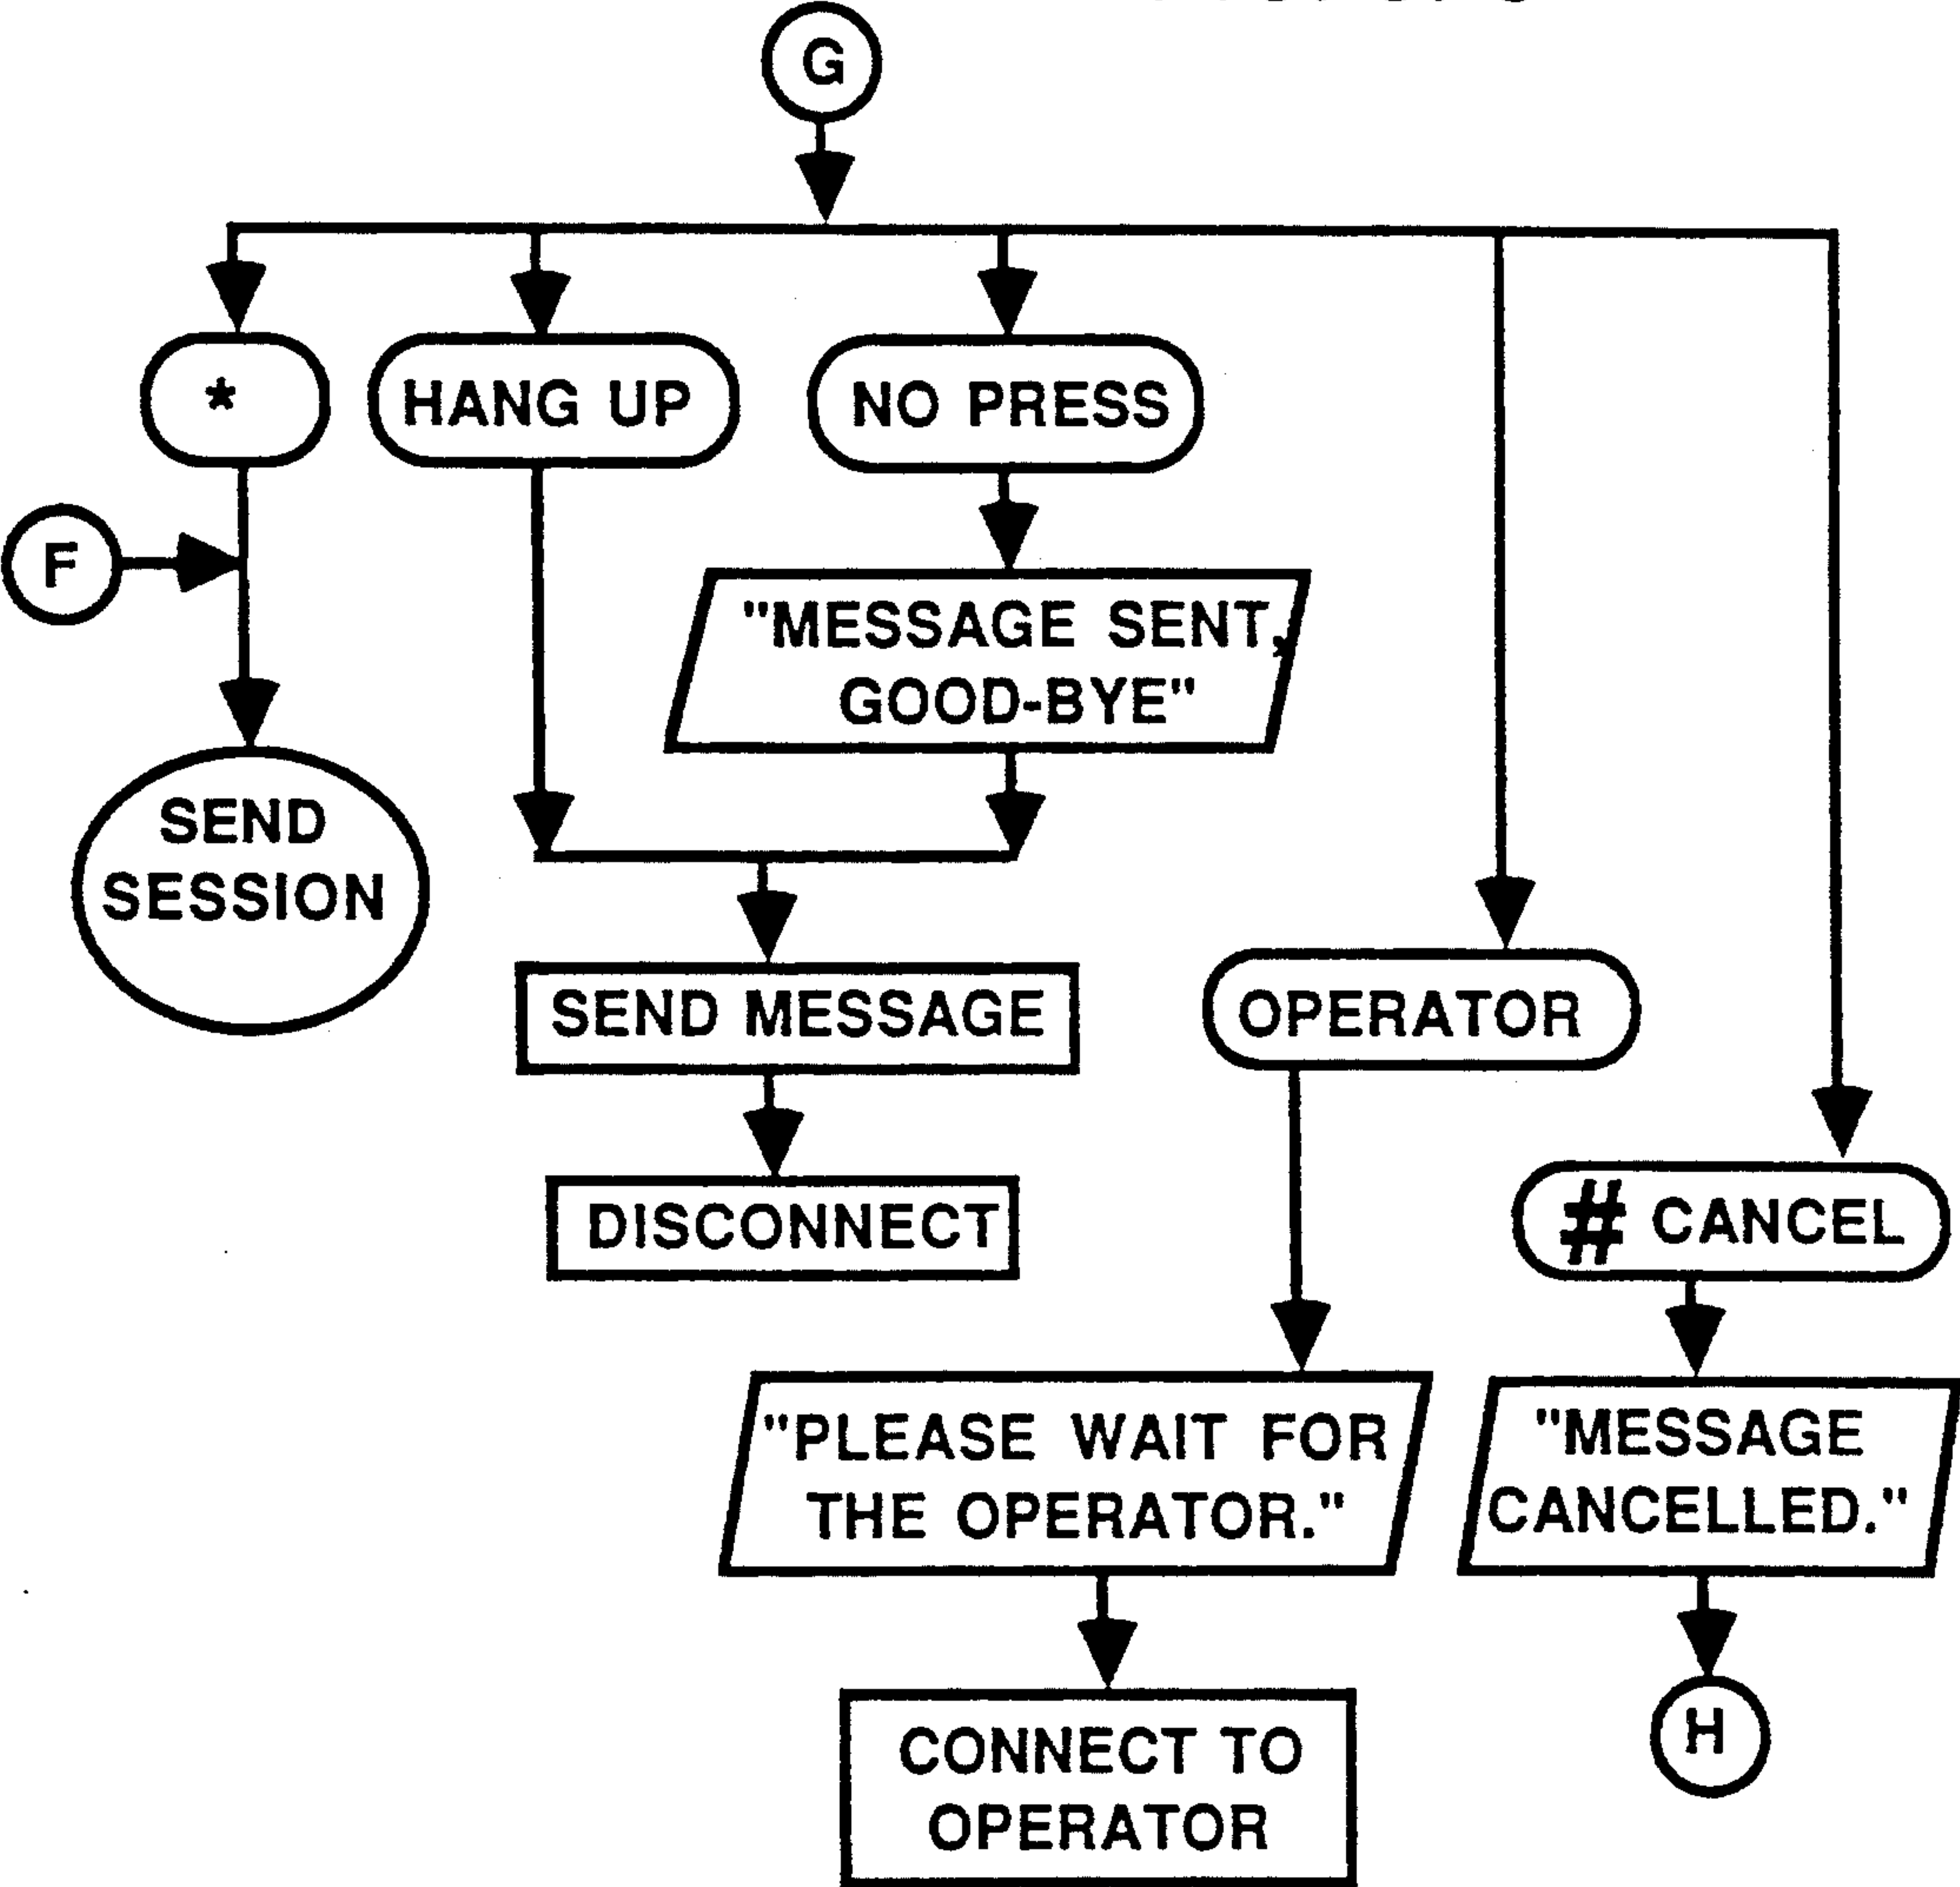 G
*
HANG UP
NO PRESS
F
"MESSAGE SENT,
GOOD-BYE"
SEND
SESSION
SEND MESSAGE
OPERATOR
DISCONNECT
# CANCEL
"PLEASE WAIT FOR
THE OPERATOR."
"MESSAGE
CANCELLED."
CONNECT TO
OPERATOR
H